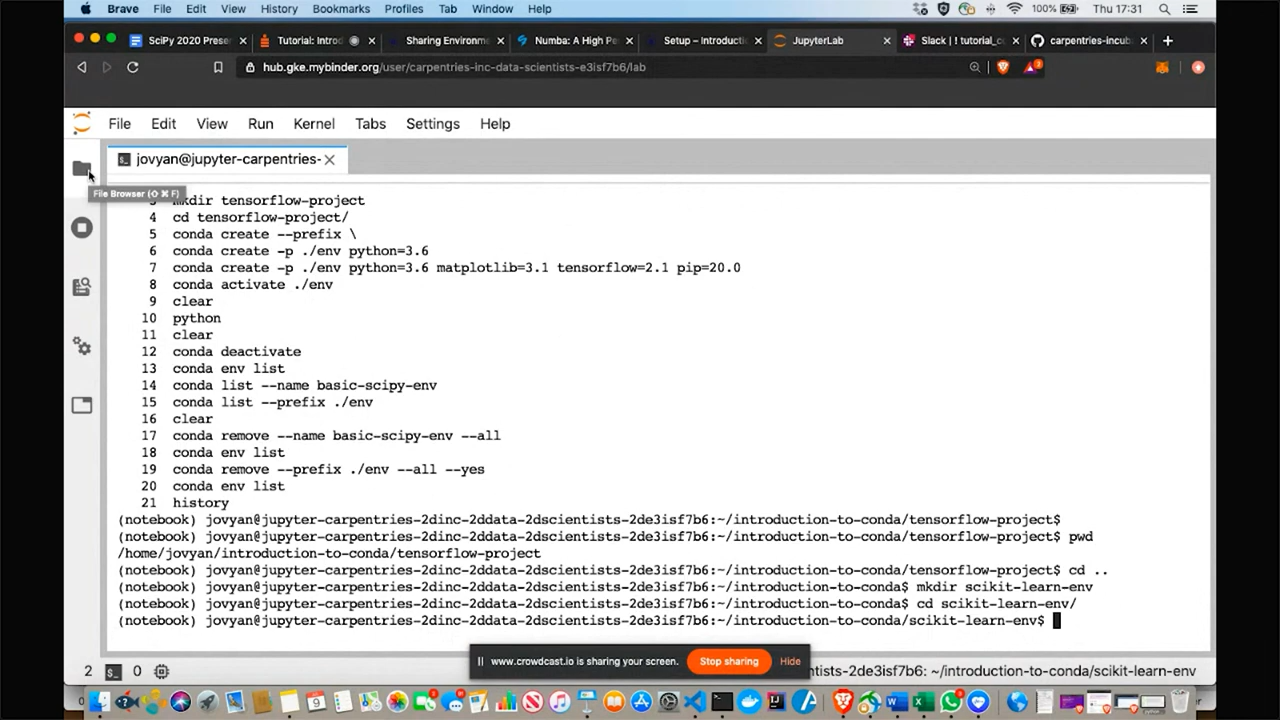 Brave File Edit View History Bookmarks Profiles Tab Window Help 100% Thu 17:31
SciPy 2020 Prese Tutorial: Intro Sharing Environm Numba: A High P Setup – Introducti JupyterLab Slack | ! tutorial_c carpentries-incub
hub.gke.mybinder.org/user/carpentries-inc-data-scientists-e3isf7b6/lab
File Edit View Run Kernel Tabs Settings Help
jovyan@jupyter-carpentries-
File Browser (⇧ ⌘ F)
3 mkdir tensorflow-project
4 cd tensorflow-project/
5 conda create --prefix \
6 conda create -p ./env python=3.6
7 conda create -p ./env python=3.6 matplotlib=3.1 tensorflow=2.1 pip=20.0
8 conda activate ./env
9 clear
10 python
11 clear
12 conda deactivate
13 conda env list
14 conda list --name basic-scipy-env
15 conda list --prefix ./env
16 clear
17 conda remove --name basic-scipy-env --all
18 conda env list
19 conda remove --prefix ./env --all --yes
20 conda env list
21 history
(notebook) jovyan@jupyter-carpentries-2dinc-2ddata-2dscientists-2de3isf7b6:~/introduction-to-conda/tensorflow-project$
(notebook) jovyan@jupyter-carpentries-2dinc-2ddata-2dscientists-2de3isf7b6:~/introduction-to-conda/tensorflow-project$ pwd
/home/jovyan/introduction-to-conda/tensorflow-project
(notebook) jovyan@jupyter-carpentries-2dinc-2ddata-2dscientists-2de3isf7b6:~/introduction-to-conda/tensorflow-project$ cd ..
(notebook) jovyan@jupyter-carpentries-2dinc-2ddata-2dscientists-2de3isf7b6:~/introduction-to-conda$ mkdir scikit-learn-env
(notebook) jovyan@jupyter-carpentries-2dinc-2ddata-2dscientists-2de3isf7b6:~/introduction-to-conda$ cd scikit-learn-env/
(notebook) jovyan@jupyter-carpentries-2dinc-2ddata-2dscientists-2de3isf7b6:~/introduction-to-conda/scikit-learn-env$
www.crowdcast.io is sharing your screen. Stop sharing Hide
2 0 entists-2de3isf7b6: ~/introduction-to-conda/scikit-learn-env